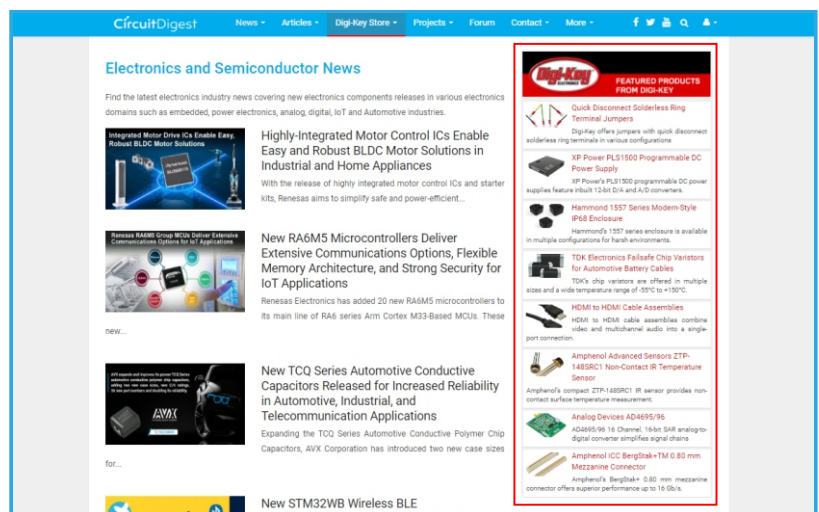 CircuitDigest
News
Articles
Digi-Key Store
Projects
Forum
Contact
More
Electronics and Semiconductor News
Find the latest electronics industry news covering new electronics components releases in various electronics
domains such as embedded, power electronics, analog, digital, IoT and Automotive industries.
Integrated Motor Drive ICs Enable Easy,
Robust BLDC Motor Solutions
Highly-Integrated Motor Control ICs Enable
Easy and Robust BLDC Motor Solutions in
Industrial and Home Appliances
With the release of highly integrated motor control ICs and starter
kits, Renesas aims to simplify safe and power-efficient...
Renesas RA6M5 Group MCUs Deliver Extensive
Communications Options for IoT Applications
New RA6M5 Microcontrollers Deliver
Extensive Communications Options, Flexible
Memory Architecture, and Strong Security for
IoT Applications
Renesas Electronics has added 20 new RA6M5 microcontrollers to
its main line of RA6 series Arm Cortex M33-Based MCUs. These
new...
AVX
New TCQ Series Automotive Conductive
Capacitors Released for Increased Reliability
in Automotive, Industrial, and
Telecommunication Applications
Expanding the TCQ Series Automotive Conductive Polymer Chip
Capacitors, AVX Corporation has introduced two new case sizes
for...
New STM32WB Wireless BLE
Digi-Key
ELECTRONICS
FEATURED PRODUCTS
FROM DIGI-KEY
Quick Disconnect Solderless Ring
Terminal Jumpers
Digi-Key offers jumpers with quick disconnect
solderless ring terminals in various configurations
XP Power PLS1500 Programmable DC
Power Supply
XP Power's PLS1500 programmable DC power
supplies feature inbuilt 12-bit D/A and A/D converters.
Hammond 1557 Series Modern-Style
IP68 Enclosure
Hammond's 1557 series enclosure is available
in multiple configurations for harsh environments.
TDK Electronics Failsafe Chip Varistors
for Automotive Battery Cables
TDK's chip varistors are offered in multiple
sizes and a wide temperature range of -55°C to +150°C.
HDMI to HDMI Cable Assemblies
HDMI to HDMI cable assemblies combine
video and multichannel audio into a single-
port connection.
Amphenol Advanced Sensors ZTP-
148SRC1 Non-Contact IR Temperature
Sensor
Amphenol's compact ZTP-148SRC1 IR sensor provides non-
contact surface temperature measurement.
Analog Devices AD4695/96
AD4695/96 16 Channel, 16-bit SAR analog-to-
digital converter simplifies signal chains
Amphenol ICC BergStak+TM 0.80 mm
Mezzanine Connector
Amphenol's BergStak+ 0.80 mm mezzanine
connector offers superior performance up to 16 Gb/s.